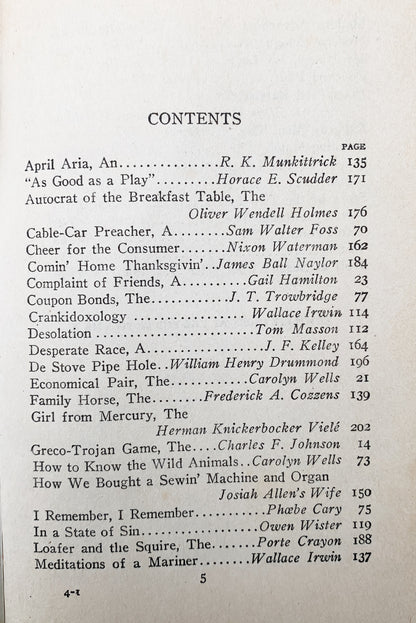 CONTENTS
PAGE
April Aria, An...............R. K. Munkittrick 135
"As Good as a Play".........Horace E. Scudder 171
Autocrat of the Breakfast Table, The
Oliver Wendell Holmes 176
Cable-Car Preacher, A.......Sam Walter Foss 70
Cheer for the Consumer.......Nixon Waterman 162
Comin' Home Thanksgivin'..James Ball Naylor 184
Complaint of Friends, A..........Gail Hamilton 23
Coupon Bonds, The...........J. T. Trowbridge 77
Crankidoxology ...............Wallace Irwin 114
Desolation .....................Tom Masson 112
Desperate Race, A...............J. F. Kelley 164
De Stove Pipe Hole..William Henry Drummond 196
Economical Pair, The...........Carolyn Wells 21
Family Horse, The.......Frederick A. Cozzens 139
Girl from Mercury, The
Herman Knickerbocker Vielé 202
Greco-Trojan Game, The....Charles F. Johnson 14
How to Know the Wild Animals..Carolyn Wells 73
How We Bought a Sewin' Machine and Organ
Josiah Allen's Wife 150
I Remember, I Remember..........Phœbe Cary 75
In a State of Sin................Owen Wister 119
Loafer and the Squire, The.......Porte Crayon 188
Meditations of a Mariner.......Wallace Irwin 137
5
4-1